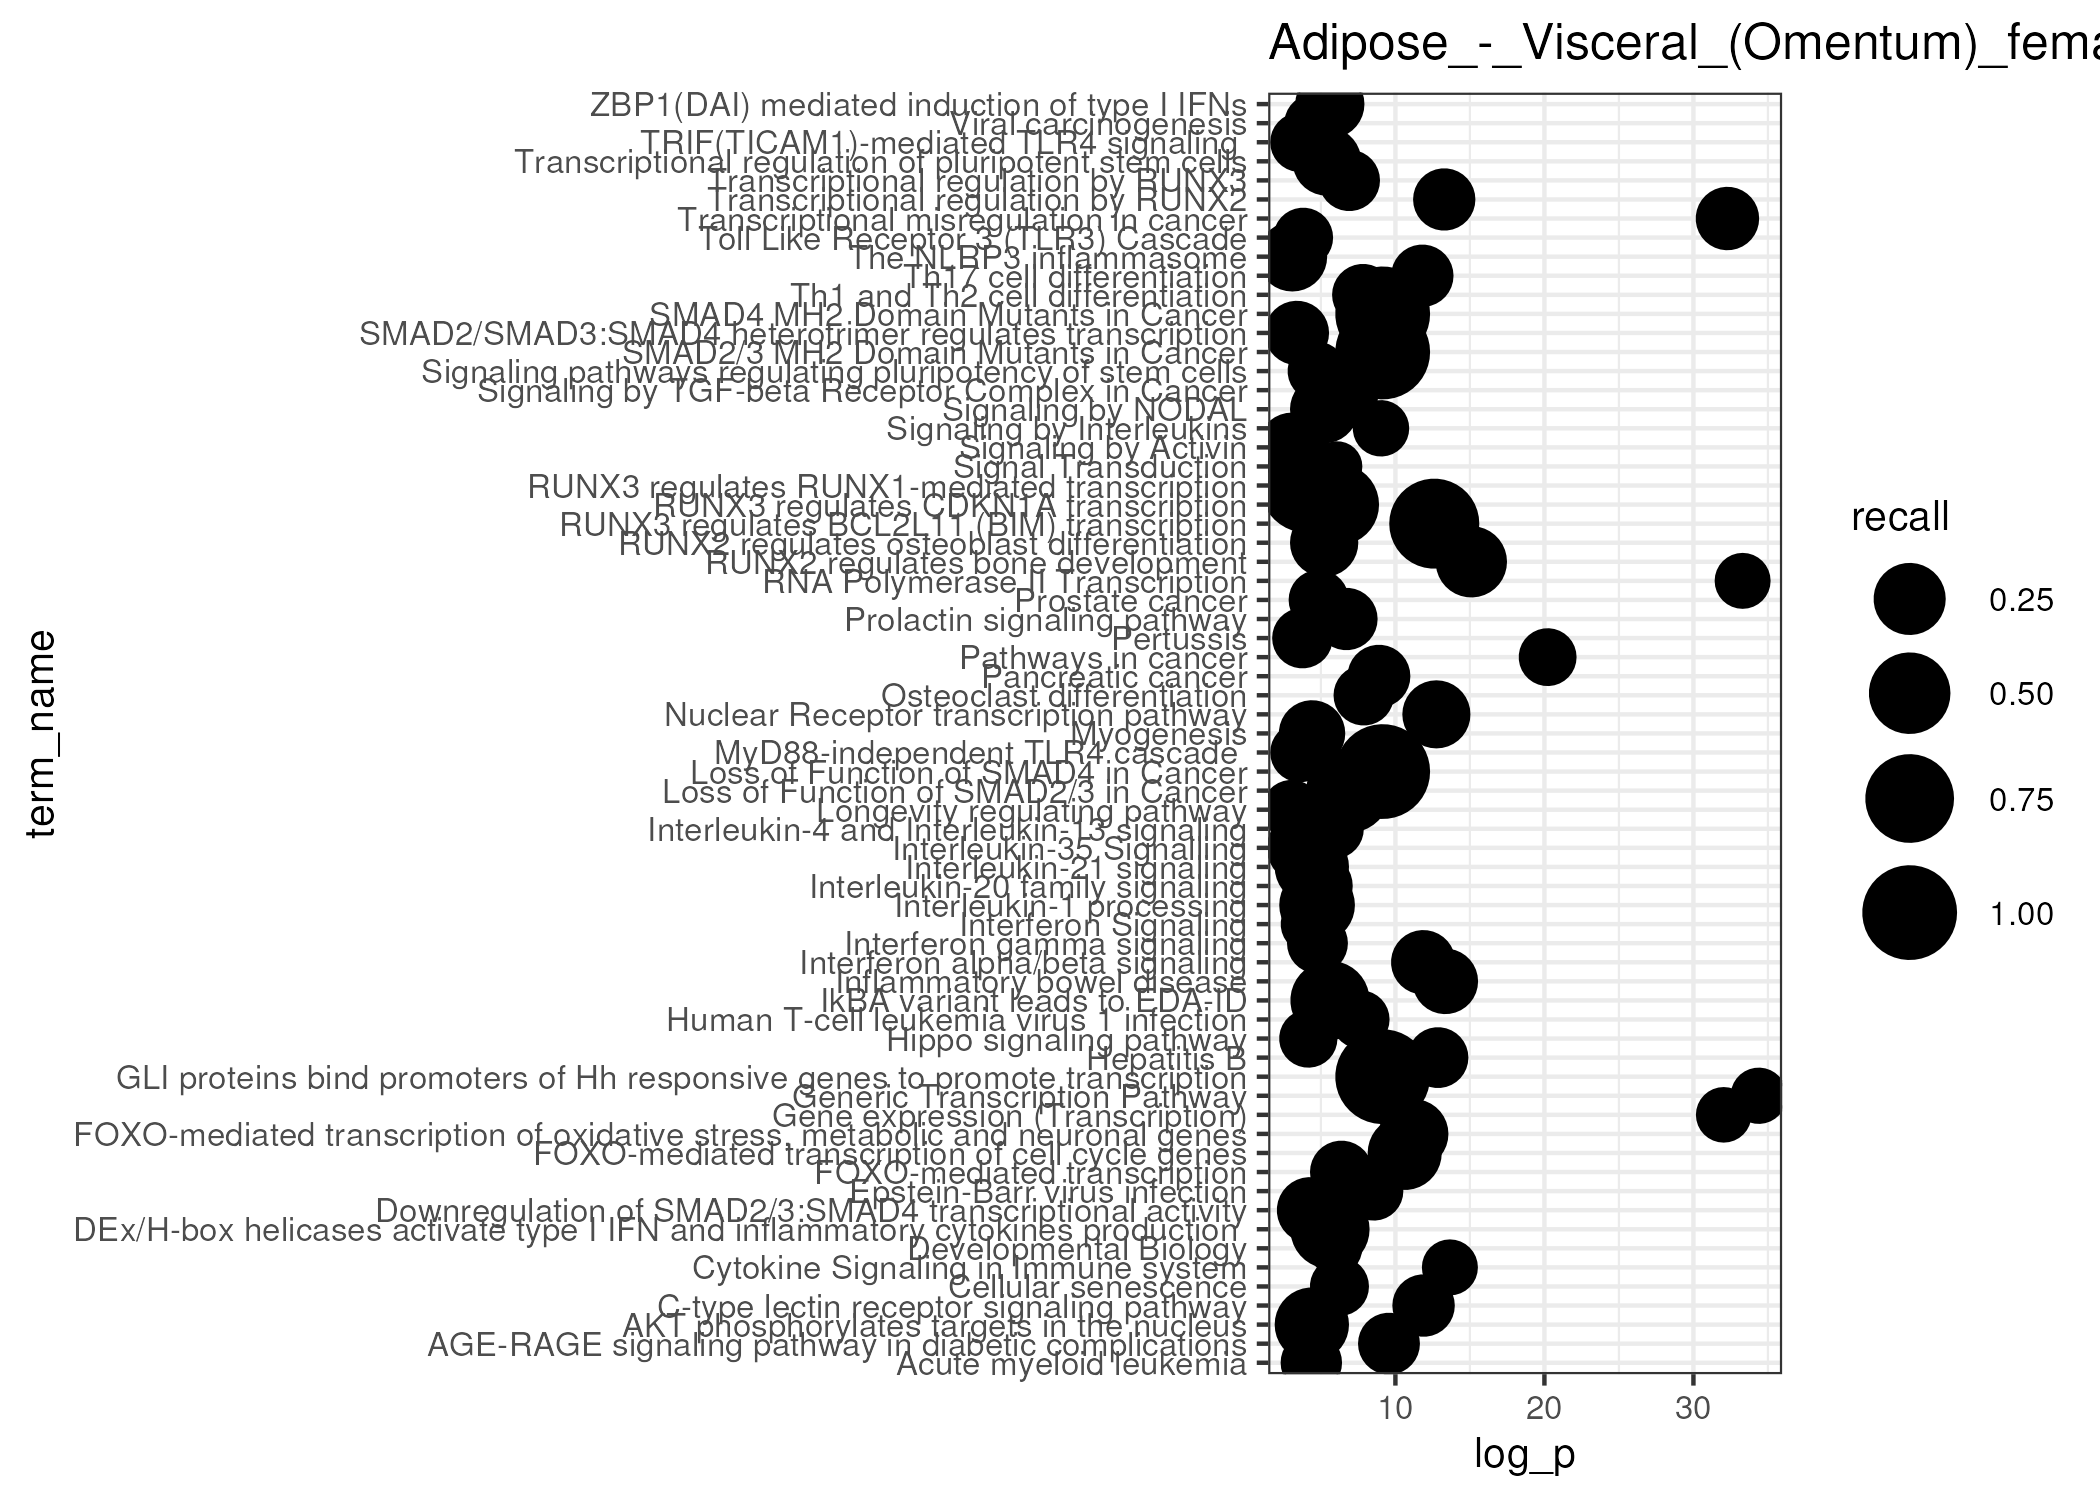 Adipose_-_Visceral_(Omentum)_fema
ZBP1(DAI) mediated induction of type I IFNs
Viral carcinogenesis
TRIF(TICAM1)-mediated TLR4 signaling
Transcriptional regulation of pluripotent stem cells
Transcriptional regulation by RUNX3
Transcriptional regulation by RUNX2
Transcriptional misregulation in cancer
Toll Like Receptor 3 (TLR3) Cascade
The NLRP3 inflammasome
Th17 cell differentiation
Th1 and Th2 cell differentiation
SMAD4 MH2 Domain Mutants in Cancer
SMAD2/SMAD3:SMAD4 heterotrimer regulates transcription
SMAD2/3 MH2 Domain Mutants in Cancer
Signaling pathways regulating pluripotency of stem cells
Signaling by TGF-beta Receptor Complex in Cancer
Signaling by NODAL
Signaling by Interleukins
Signaling by Activin
Signal Transduction
RUNX3 regulates RUNX1-mediated transcription
RUNX3 regulates CDKN1A transcription
RUNX3 regulates BCL2L11 (BIM) transcription
RUNX2 regulates osteoblast differentiation
RUNX2 regulates bone development
RNA Polymerase II Transcription
Prostate cancer
Prolactin signaling pathway
Pertussis
Pathways in cancer
Pancreatic cancer
Osteoclast differentiation
Nuclear Receptor transcription pathway
Myogenesis
MyD88-independent TLR4 cascade
Loss of Function of SMAD4 in Cancer
Loss of Function of SMAD2/3 in Cancer
Longevity regulating pathway
Interleukin-4 and Interleukin-13 signaling
Interleukin-35 Signalling
Interleukin-21 signaling
Interleukin-20 family signaling
Interleukin-1 processing
Interferon Signaling
Interferon gamma signaling
Interferon alpha/beta signaling
Inflammatory bowel disease
IkBA variant leads to EDA-ID
Human T-cell leukemia virus 1 infection
Hippo signaling pathway
Hepatitis B
GLI proteins bind promoters of Hh responsive genes to promote transcription
Generic Transcription Pathway
Gene expression (Transcription)
FOXO-mediated transcription of oxidative stress, metabolic and neuronal genes
FOXO-mediated transcription of cell cycle genes
FOXO-mediated transcription
Epstein-Barr virus infection
Downregulation of SMAD2/3:SMAD4 transcriptional activity
DEx/H-box helicases activate type I IFN and inflammatory cytokines production
Developmental Biology
Cytokine Signaling in Immune system
Cellular senescence
C-type lectin receptor signaling pathway
AKT phosphorylates targets in the nucleus
AGE-RAGE signaling pathway in diabetic complications
Acute myeloid leukemia
term_name
10 20 30
log_p
recall
0.25
0.50
0.75
1.00